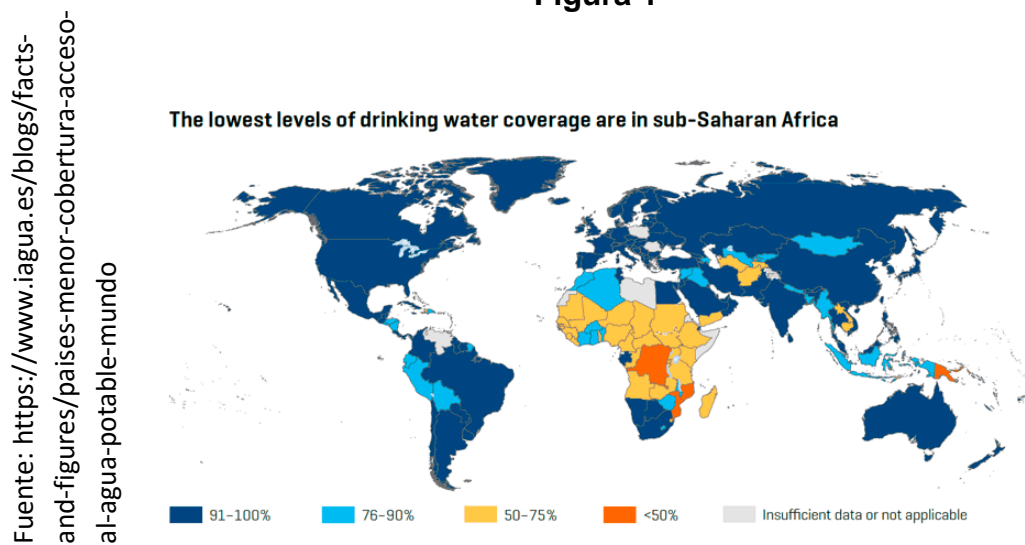 Figura 1
Fuente: https://www.iagua.es/blogs/facts-
and-figures/paises-menor-cobertura-acceso-
al-agua-potable-mundo
The lowest levels of drinking water coverage are in sub-Saharan Africa
91–100%
76–90%
50–75%
<50%
Insufficient data or not applicable